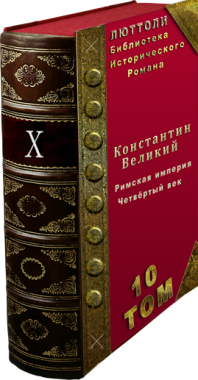 ЛЮТТОЛИ
Библиотека
Исторического
Романа
X
Константин
Великий
Римская империя
Четвёртый век
10
ТОМ